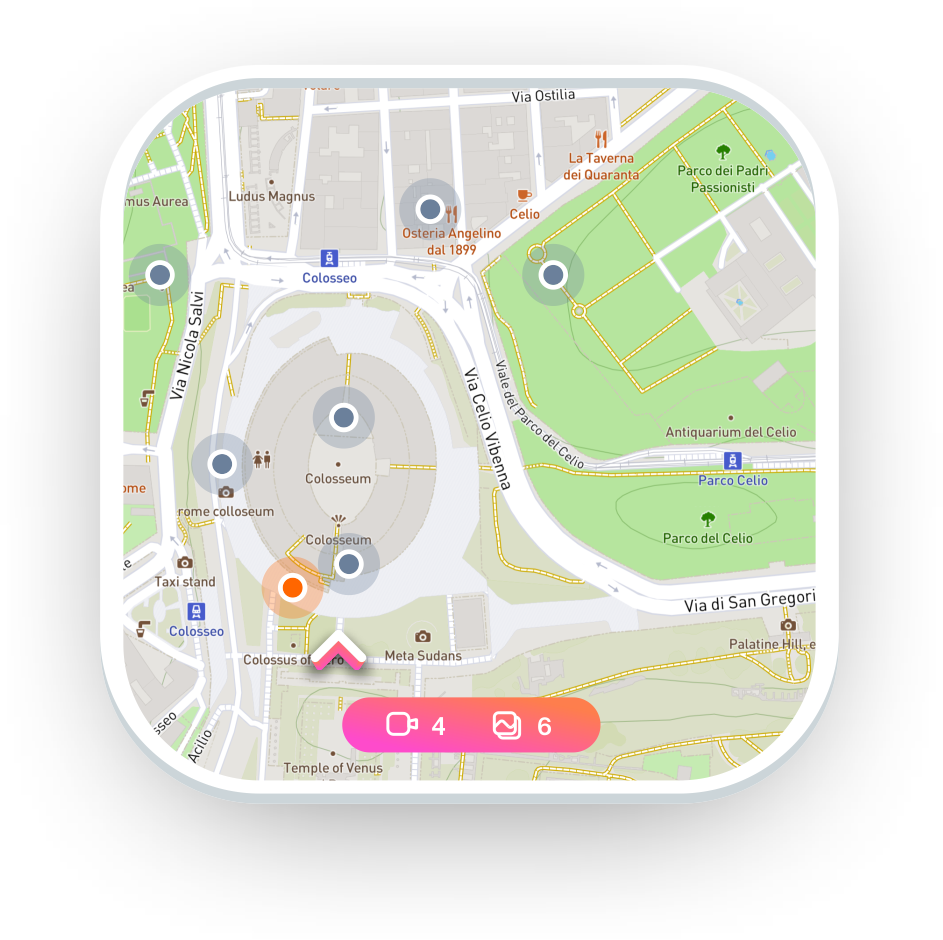 Via Ostilia
La Taverna
dei Quaranta
Parco dei Padri
Passionisti
Ludus Magnus
mus Aurea
Celio
Osteria Angelino
dal 1899
Colosseo
ea
Via Nicola Salvi
Via Celio Vibenna
Viale del Parco do Celio
Antiquarium del Celio
Parco Celio
Colosseum
ome
rome colloseum
Colosseum
Parco del Celio
Taxi stand
Via di San Gregori
Colosseo
Palatine Hill, e
Colossus of
Meta Sudans
sseo
Acilio
4 6
Temple of Venus